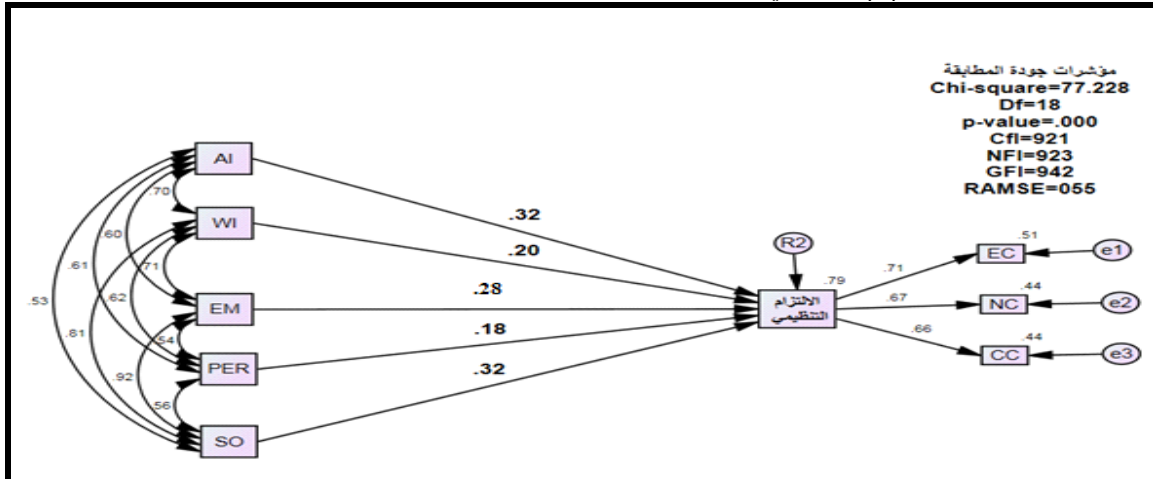 مؤشرات جودة المطابقة
Chi-square=77.228
Df=18
p-value=.000
Cfl=921
NFI=923
GFI=942
RAMSE=055
AI
WI
EM
PER
SO
.70
.60
.61
.53
.71
.62
.81
.54
.92
.56
.32
.20
.28
.18
.32
R2
.79
الالتزام
التنظيمي
.71
.67
.66
.51
EC
e1
.44
NC
e2
.44
CC
e3